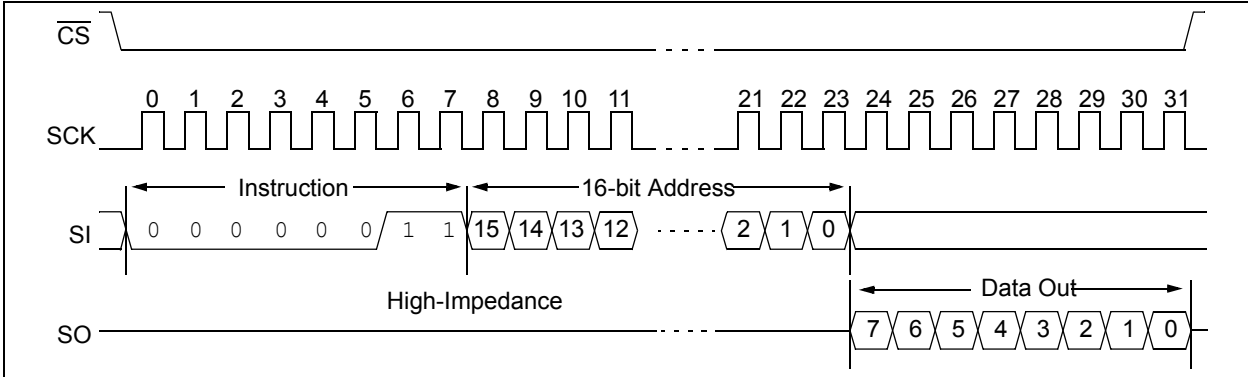 CS
0 1 2 3 4 5 6 7 8 9 10 11 21 22 23 24 25 26 27 28 29 30 31
SCK
Instruction 16-bit Address
SI 0 0 0 0 0 0 1 1 15 14 13 12 2 1 0
High-Impedance Data Out
SO 7 6 5 4 3 2 1 0